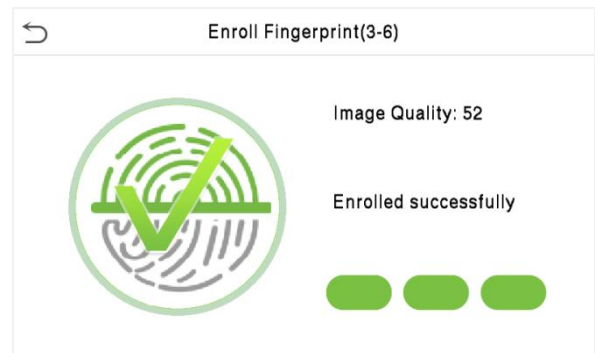 Enroll Fingerprint(3-6)
Image Quality: 52
Enrolled successfully